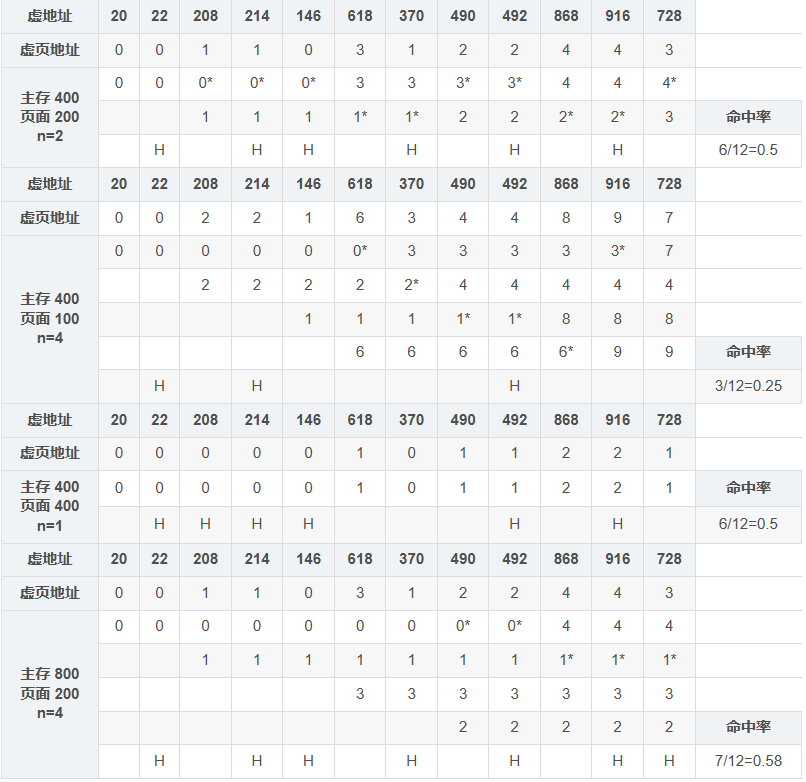 虚地址 20 22 208 214 146 618 370 490 492 868 916 728
虚页地址 0 0 1 1 0 3 1 2 2 4 4 3
主存 400
页面 200
n=2
0 0 0* 0* 0* 3 3 3* 3* 4 4 4*
1 1 1 1* 1* 2 2 2* 2* 3 命中率
H H H H H H 6/12=0.5
虚地址 20 22 208 214 146 618 370 490 492 868 916 728
虚页地址 0 0 2 2 1 6 3 4 4 8 9 7
主存 400
页面 100
n=4
0 0 0 0 0 0* 3 3 3 3 3* 7
2 2 2 2 2* 4 4 4 4 4
1 1 1 1* 1* 8 8 8
6 6 6 6 6* 9 9 命中率
H H H 3/12=0.25
虚地址 20 22 208 214 146 618 370 490 492 868 916 728
虚页地址 0 0 0 0 0 1 0 1 1 2 2 1
主存 400
页面 400
n=1
0 0 0 0 0 1 0 1 1 2 2 1 命中率
H H H H H H 6/12=0.5
虚地址 20 22 208 214 146 618 370 490 492 868 916 728
虚页地址 0 0 1 1 0 3 1 2 2 4 4 3
主存 800
页面 200
n=4
0 0 0 0 0 0 0 0* 0* 4 4 4
1 1 1 1 1 1 1 1* 1* 1*
3 3 3 3 3 3 3
2 2 2 2 2 命中率
H H H H H H H 7/12=0.58